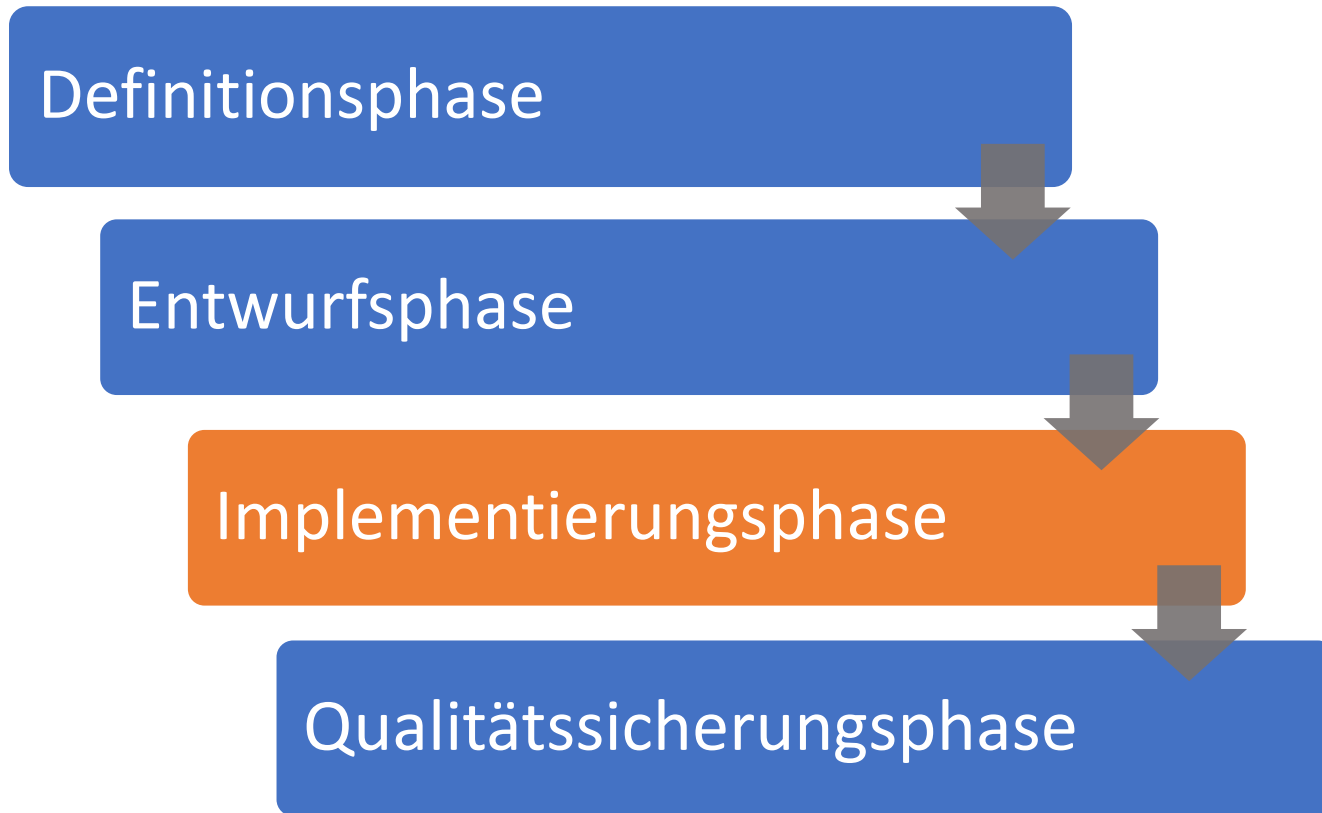 Definitionsphase
Entwurfsphase
Implementierungsphase
Qualitätssicherungsphase